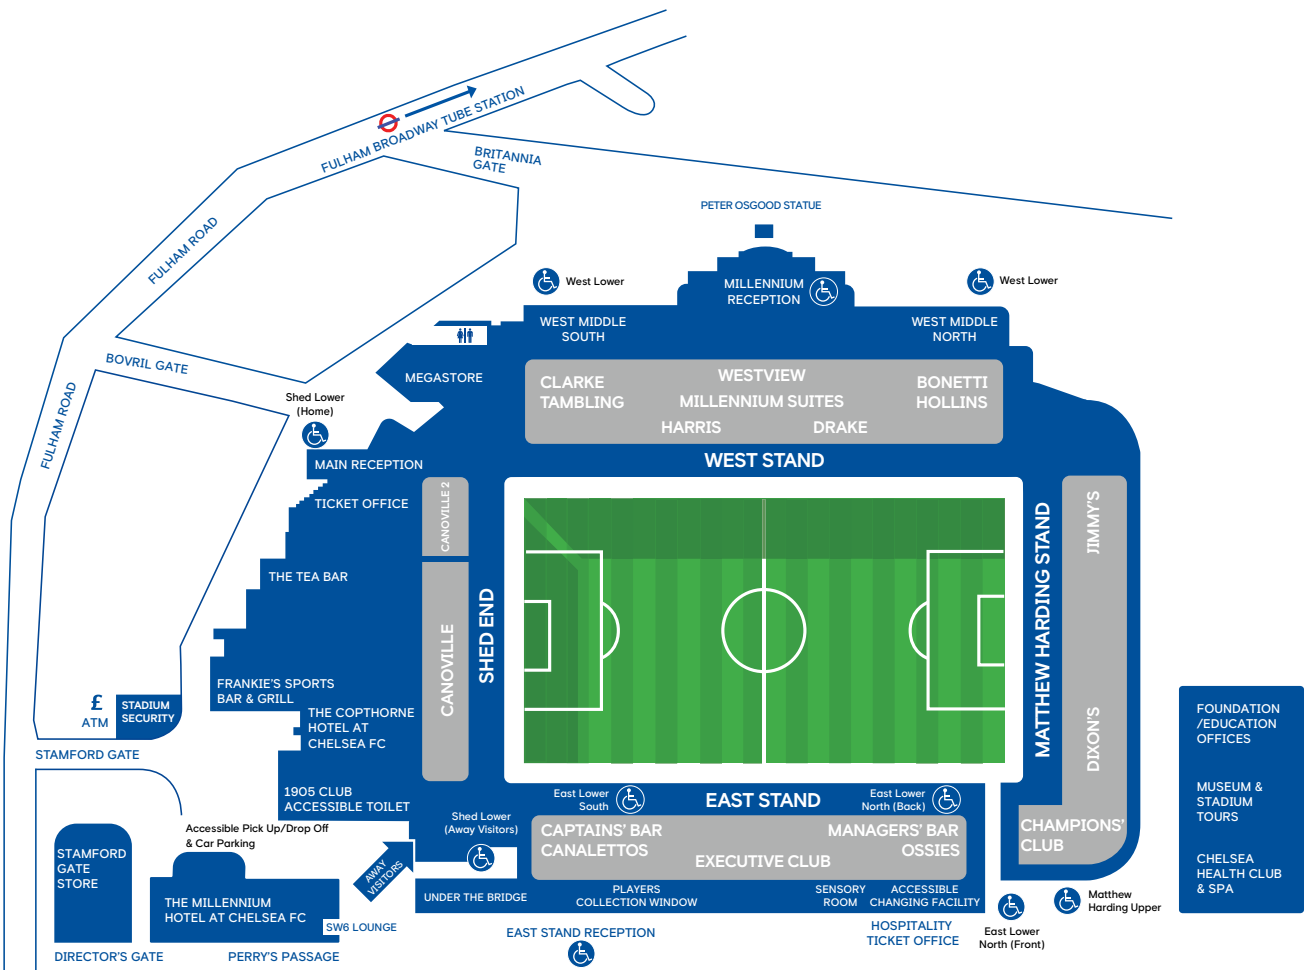 FULHAM BROADWAY TUBE STATION
BRITANNIA
GATE
FULHAM ROAD
PETER OSGOOD STATUE
MILLENNIUM
RECEPTION
West Lower
West Lower
WEST MIDDLE
SOUTH
WEST MIDDLE
NORTH
BOVRIL GATE
FULHAM ROAD
MEGASTORE
Shed Lower
(Home)
CLARKE
TAMBLING
WESTVIEW
MILLENNIUM SUITES
HARRIS
DRAKE
BONETTI
HOLLINS
WEST STAND
MAIN RECEPTION
TICKET OFFICE
THE TEA BAR
CANOVILLE 2
CANOVILLE
SHED END
MATTHEW HARDING STAND
JIMMY'S
DIXON'S
CHAMPIONS'
CLUB
FRANKIE'S SPORTS
BAR & GRILL
THE COPTHORNE
HOTEL AT
CHELSEA FC
£
ATM
STADIUM
SECURITY
STAMFORD GATE
1905 CLUB
ACCESSIBLE TOILET
Shed Lower
(Away Visitors)
East Lower
South
EAST STAND
East Lower
North (Back)
CAPTAINS' BAR
CANALETTOS
EXECUTIVE CLUB
MANAGERS' BAR
OSSIES
Accessible Pick Up/Drop Off
& Car Parking
AWAY
VISITORS
STAMFORD
GATE
STORE
THE MILLENNIUM
HOTEL AT CHELSEA FC
SW6 LOUNGE
DIRECTOR'S GATE
PERRY'S PASSAGE
UNDER THE BRIDGE
PLAYERS
COLLECTION WINDOW
SENSORY
ROOM
ACCESSIBLE
CHANGING FACILITY
EAST STAND RECEPTION
HOSPITALITY
TICKET OFFICE
East Lower
North (Front)
Matthew
Harding Upper
FOUNDATION
/EDUCATION
OFFICES
MUSEUM &
STADIUM
TOURS
CHELSEA
HEALTH CLUB
& SPA